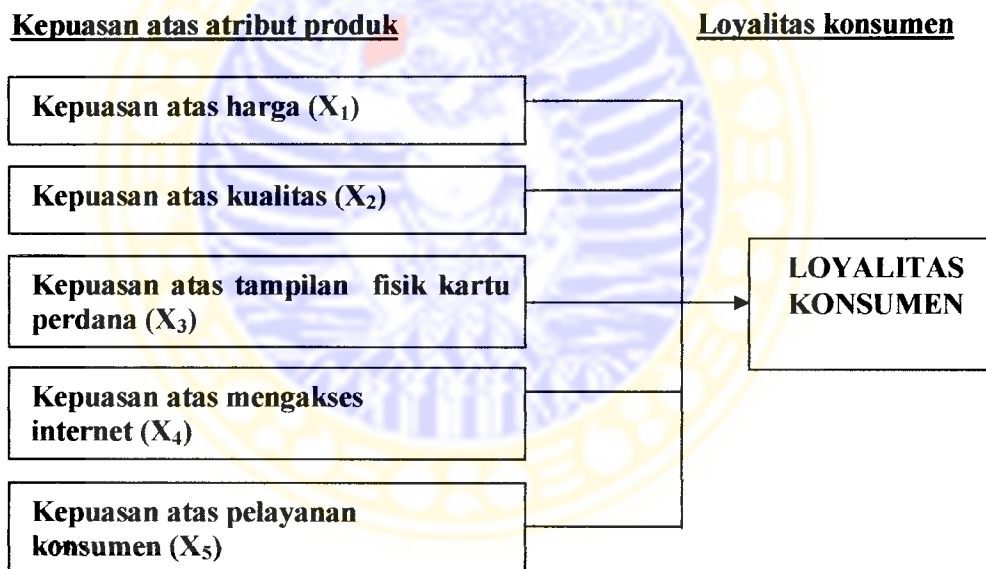 Kepuasan atas atribut produk
Loyalitas konsumen
Kepuasan atas harga (X₁)
Kepuasan atas kualitas (X₂)
Kepuasan atas tampilan fisik kartu
perdana (X₃)
Kepuasan atas mengakses
internet (X₄)
Kepuasan atas pelayanan
konsumen (X₅)
LOYALITAS
KONSUMEN